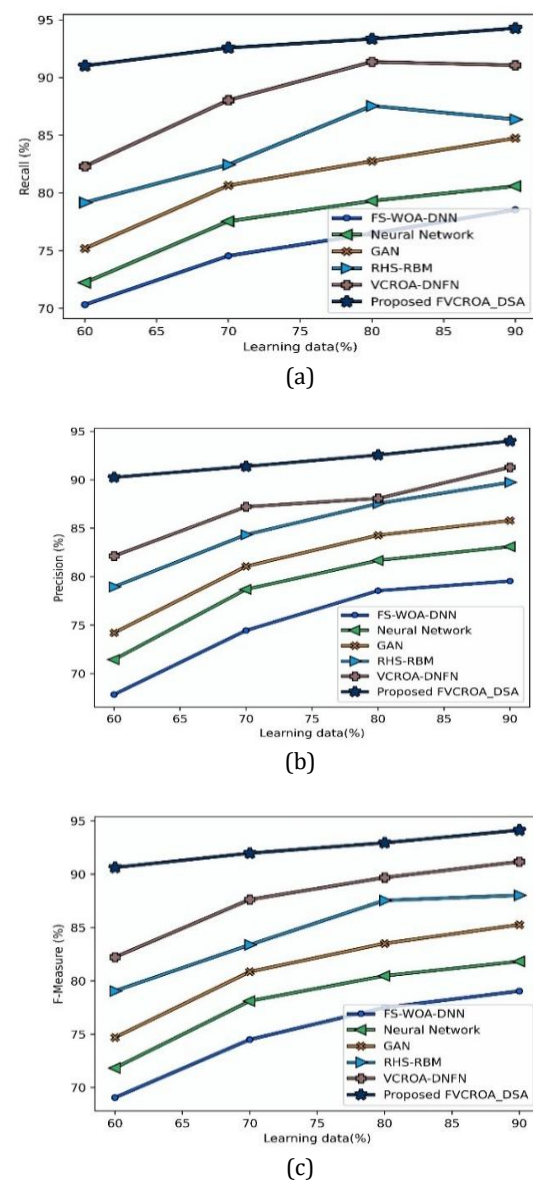 95
90
85
80
75
70
Recall (%)
FS-WOA-DNN
Neural Network
GAN
RHS-RBM
VCROA-DNFN
Proposed FVCROA_DSA
60 65 70 75 80 85 90
Learning data(%)
(a)
95
90
85
80
75
70
Precision (%)
FS-WOA-DNN
Neural Network
GAN
RHS-RBM
VCROA-DNFN
Proposed FVCROA_DSA
60 65 70 75 80 85 90
Learning data(%)
(b)
95
90
85
80
75
70
F-Measure (%)
FS-WOA-DNN
Neural Network
GAN
RHS-RBM
VCROA-DNFN
Proposed FVCROA_DSA
60 65 70 75 80 85 90
Learning data(%)
(c)